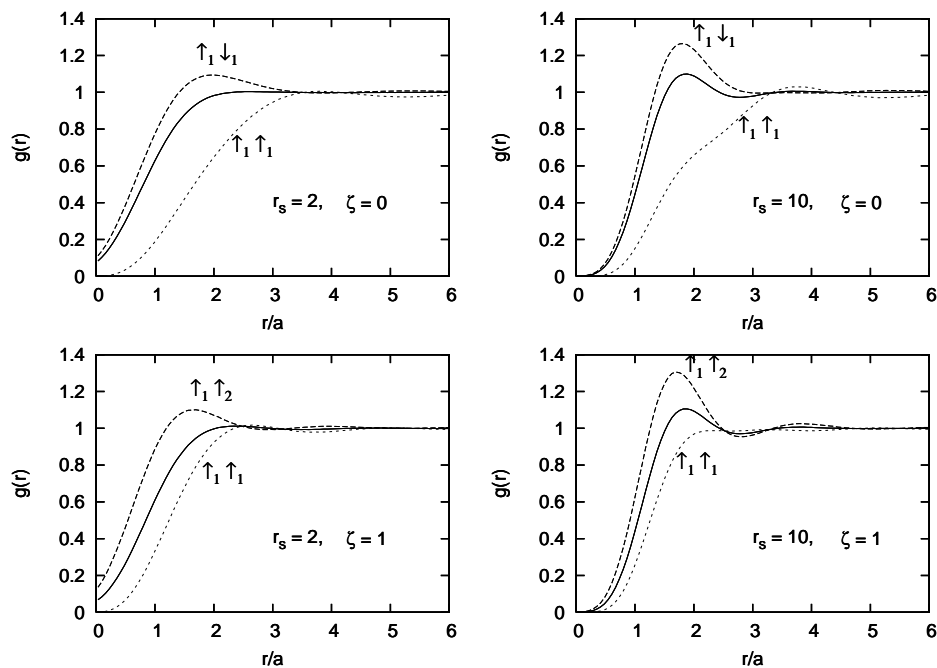 1.4
1.2
1
0.8
0.6
0.4
0.2
0
g(r)
↑₁ ↓₁
↑₁ ↑₁
rₛ = 2, ζ = 0
0 1 2 3 4 5 6
r/a
1.4
1.2
1
0.8
0.6
0.4
0.2
0
g(r)
↑₁ ↓₁
↑₁ ↑₁
rₛ = 10, ζ = 0
0 1 2 3 4 5 6
r/a
1.4
1.2
1
0.8
0.6
0.4
0.2
0
g(r)
↑₁ ↑₂
↑₁ ↑₁
rₛ = 2, ζ = 1
0 1 2 3 4 5 6
r/a
1.4
1.2
1
0.8
0.6
0.4
0.2
0
g(r)
↑₁ ↑₂
↑₁ ↑₁
rₛ = 10, ζ = 1
0 1 2 3 4 5 6
r/a